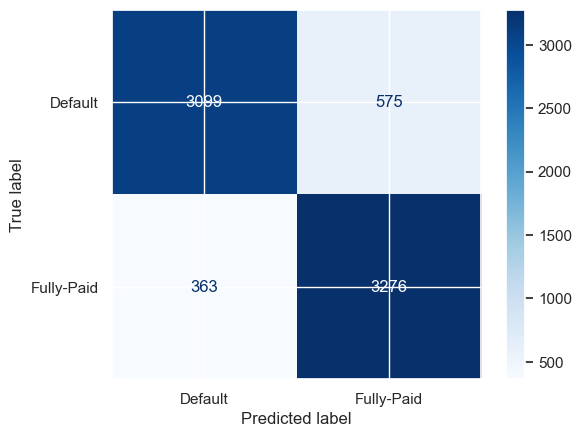 Default
3099
575
Fully-Paid
363
3276
Default
Fully-Paid
True label
Predicted label
3000
2500
2000
1500
1000
500